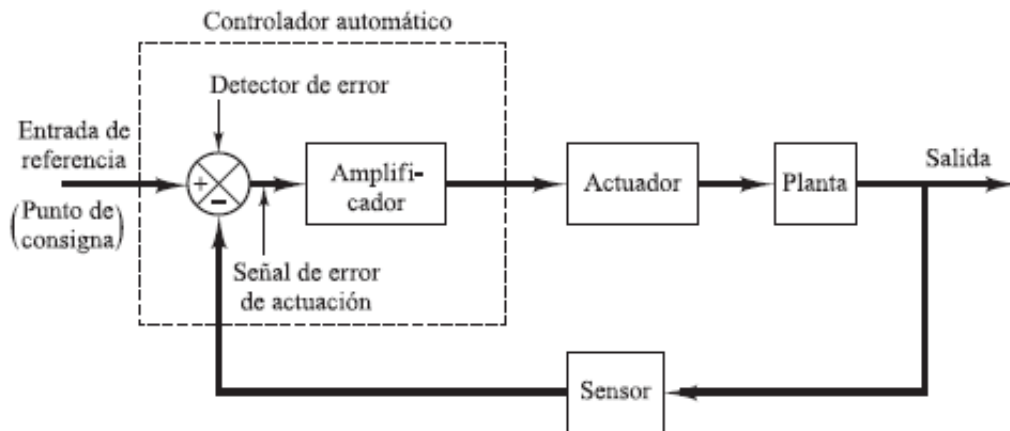 Controlador automático
Detector de error
Entrada de
referencia
(Punto de
consigna)
+
-
Amplifi-
cador
Actuador
Planta
Salida
Señal de error
de actuación
Sensor